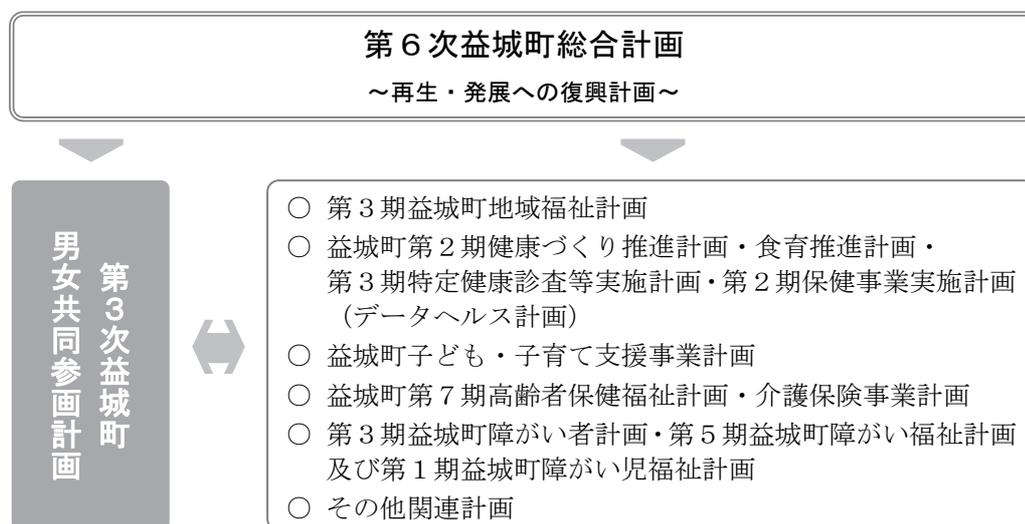 第６次益城町総合計画
～再生・発展への復興計画～
第３次益城町
男女共同参画計画
○ 第３期益城町地域福祉計画
○ 益城町第２期健康づくり推進計画・食育推進計画・
第３期特定健康診査等実施計画・第２期保健事業実施計画
（データヘルス計画）
○ 益城町子ども・子育て支援事業計画
○ 益城町第７期高齢者保健福祉計画・介護保険事業計画
○ 第３期益城町障がい者計画・第５期益城町障がい福祉計画
及び第１期益城町障がい児福祉計画
○ その他関連計画